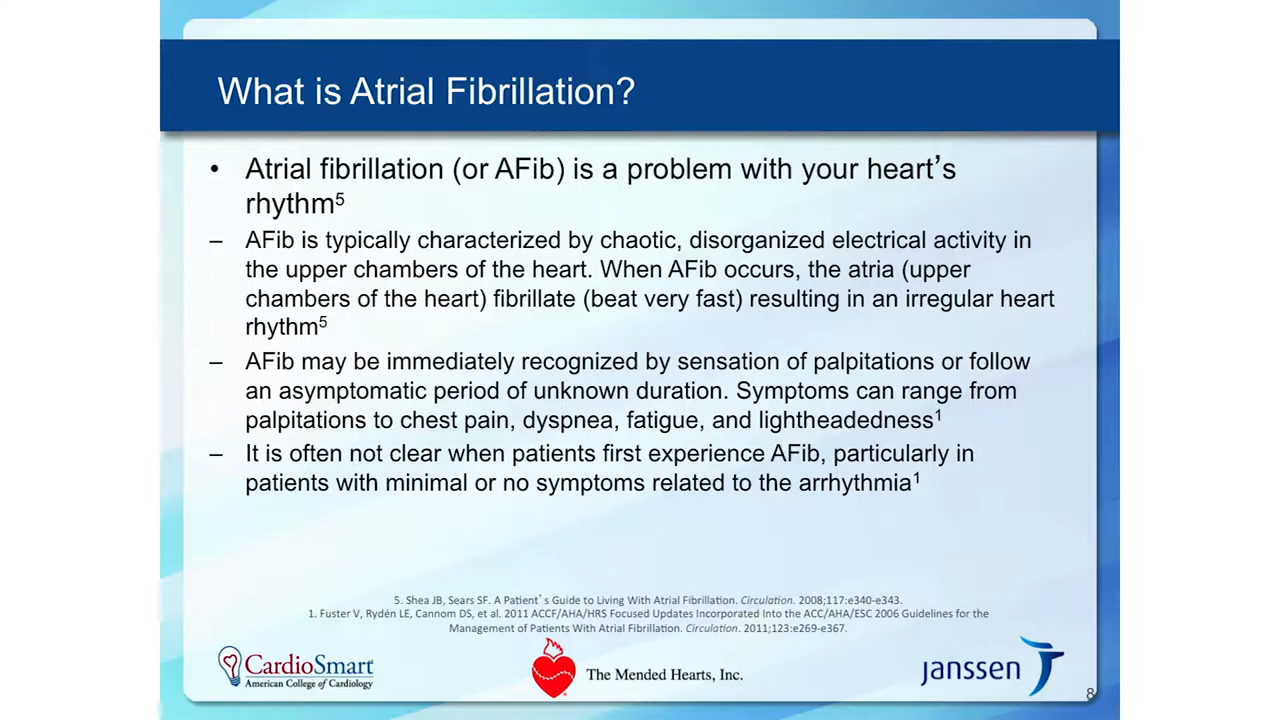 What is Atrial Fibrillation?
• Atrial fibrillation (or AFib) is a problem with your heart’s
rhythm5
– AFib is typically characterized by chaotic, disorganized electrical activity in
the upper chambers of the heart. When AFib occurs, the atria (upper
chambers of the heart) fibrillate (beat very fast) resulting in an irregular heart
rhythm5
– AFib may be immediately recognized by sensation of palpitations or follow
an asymptomatic period of unknown duration. Symptoms can range from
palpitations to chest pain, dyspnea, fatigue, and lightheadedness1
– It is often not clear when patients first experience AFib, particularly in
patients with minimal or no symptoms related to the arrhythmia1
5. Shea JB, Sears SF. A Patient’s Guide to Living With Atrial Fibrillation. Circulation. 2008;117:e340-e343.
1. Fuster V, Rydén LE, Cannom DS, et al. 2011 ACCF/AHA/HRS Focused Updates Incorporated Into the ACC/AHA/ESC 2006 Guidelines for the
Management of Patients With Atrial Fibrillation. Circulation. 2011;123:e269-e367.
CardioSmart
American College of Cardiology
The Mended Hearts, Inc.
janssen
8